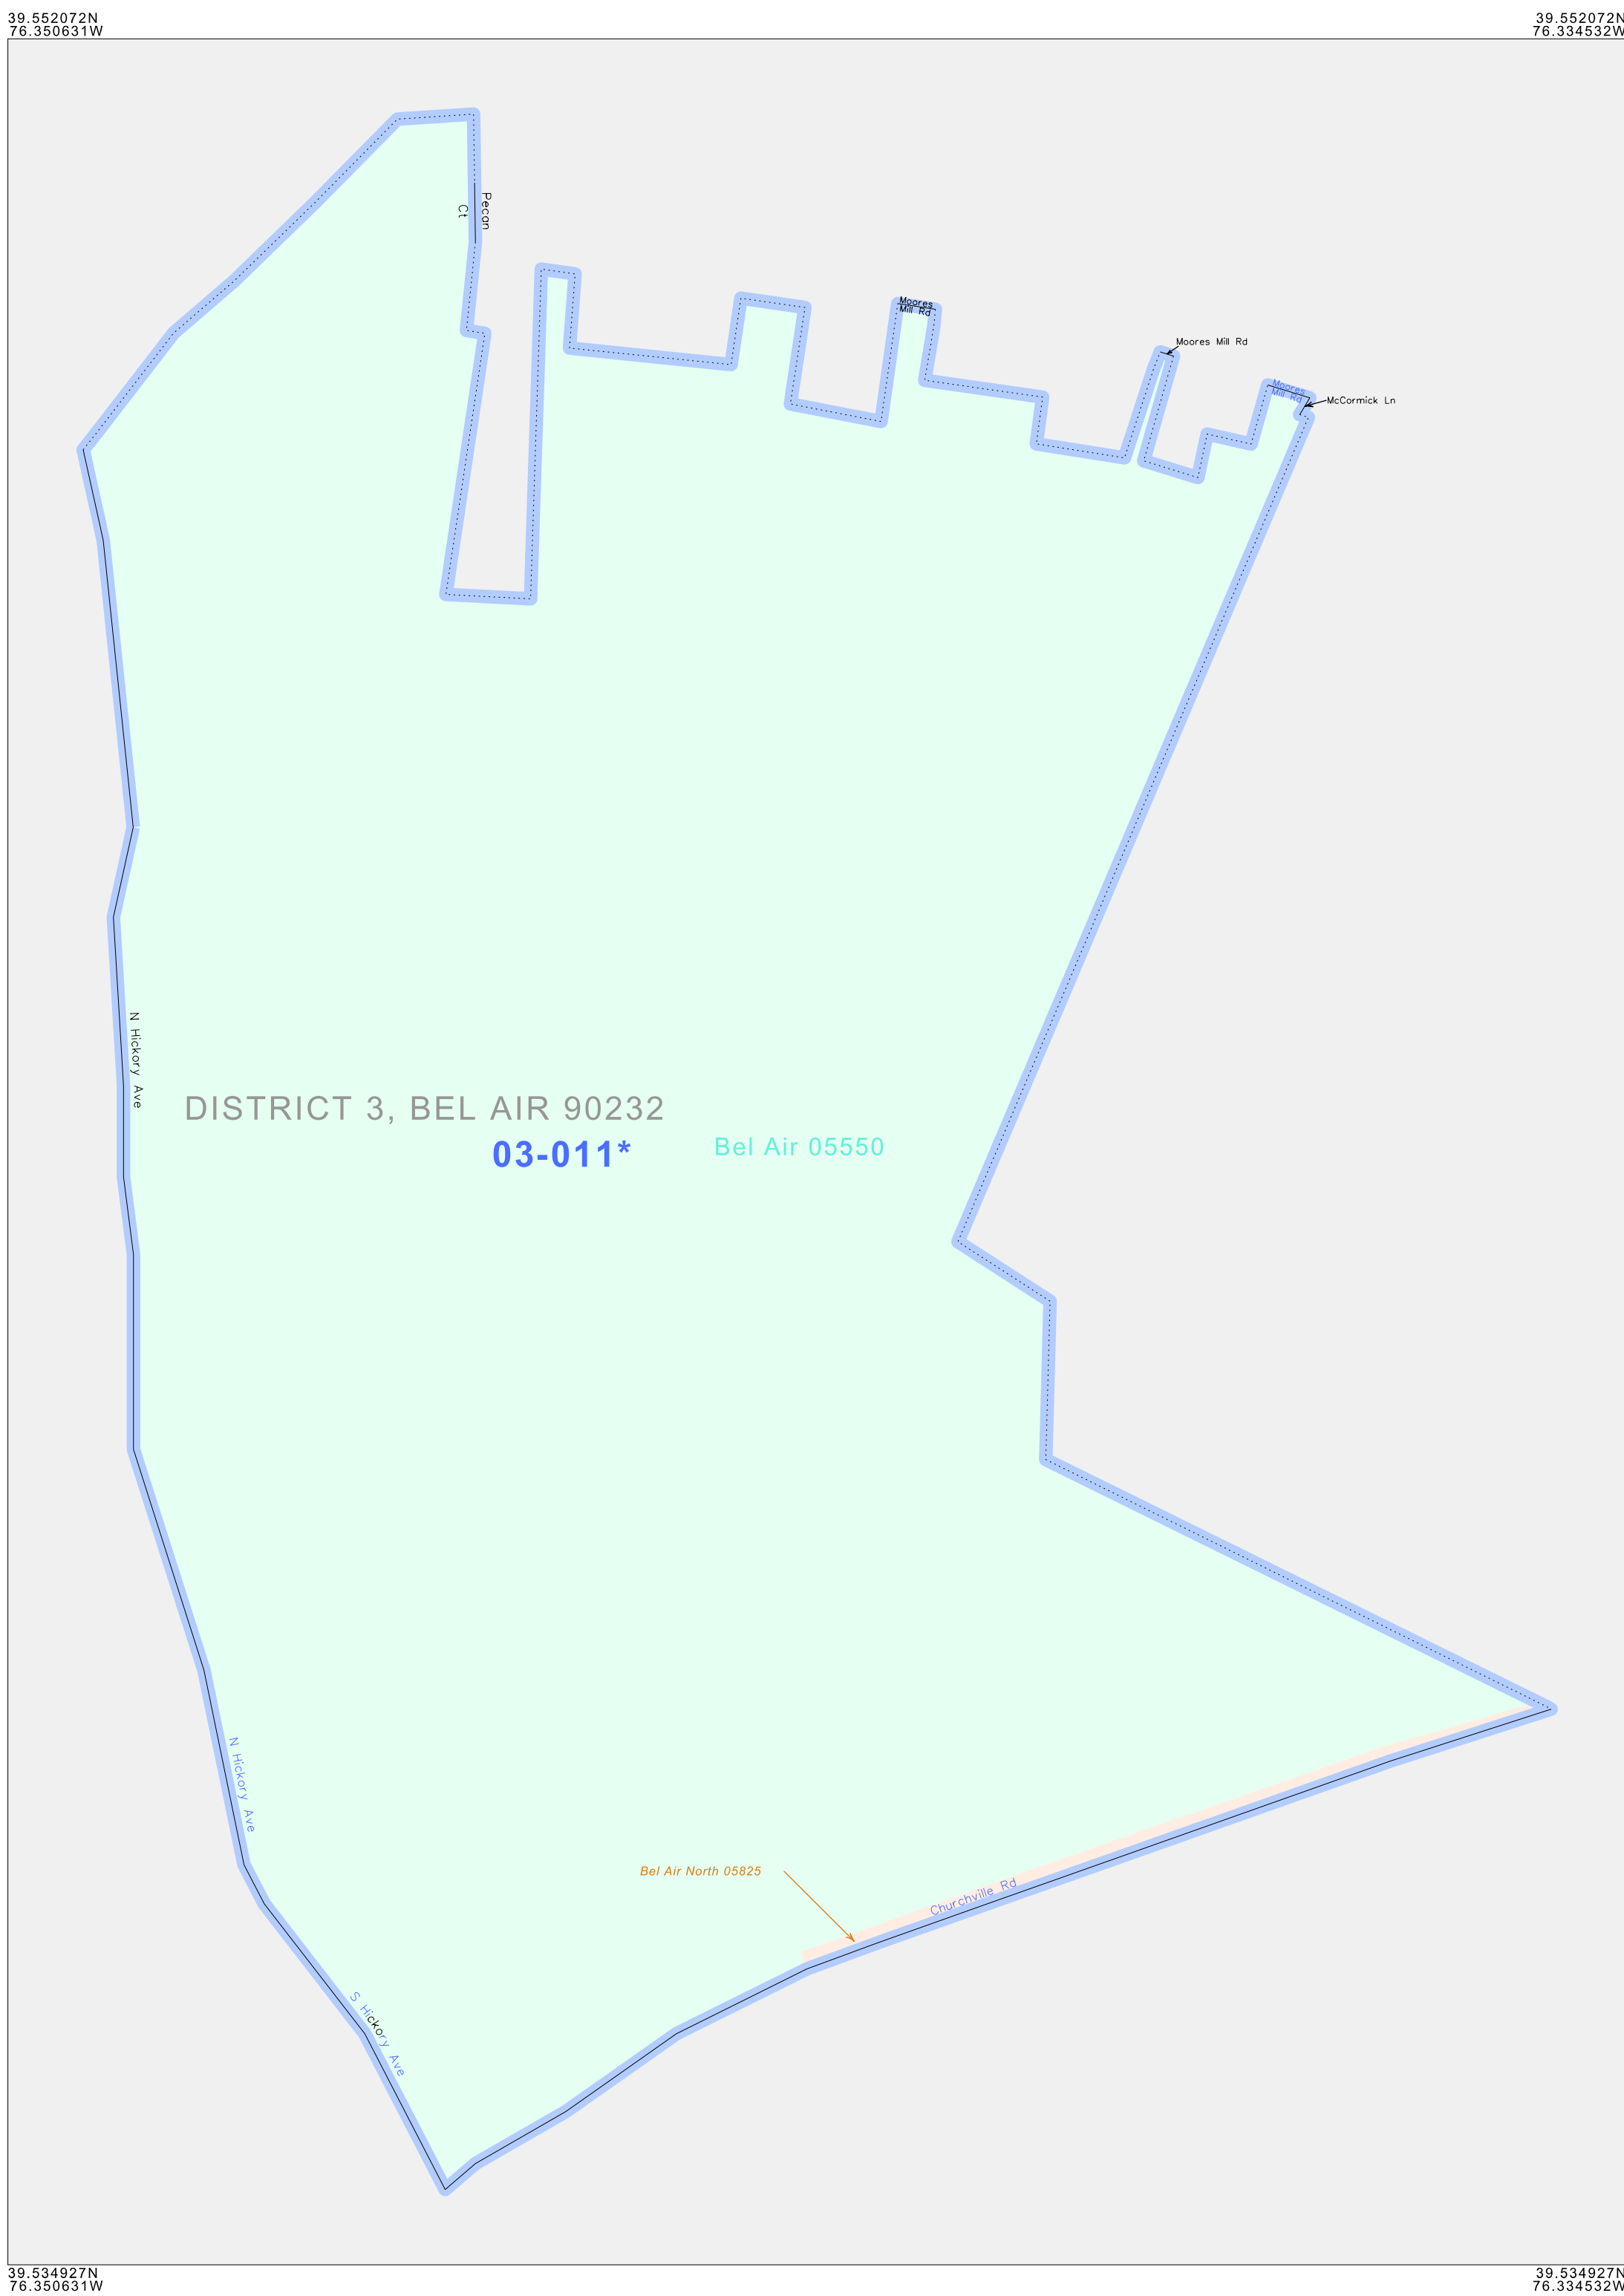 39.552072N
76.350631W
39.552072N
76.334532W
Pecan
Ct
Moores
Mill Rd
Moores Mill Rd
Moores
Mill Rd
McCormick Ln
N Hickory Ave
DISTRICT 3, BEL AIR 90232
03-011*
Bel Air 05550
N Hickory Ave
Bel Air North 05825
Churchville Rd
S Hickory Ave
39.534927N
76.350631W
39.534927N
76.334532W